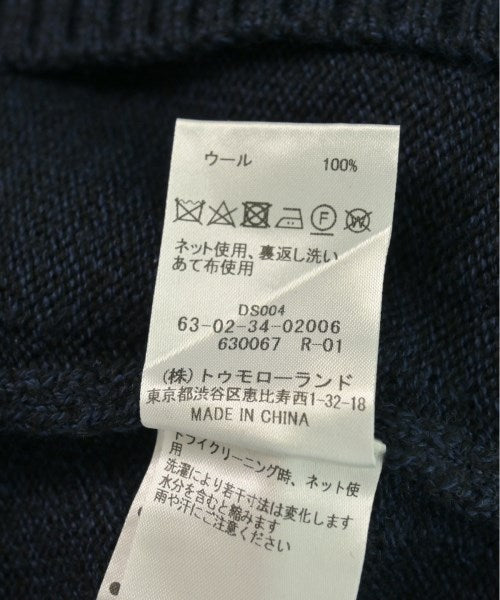 ウール 100%
F W
ネット使用、裏返し洗い
あて布使用
DS004
63-02-34-02006
630067 R-01
(株)トゥモローランド
東京都渋谷区恵比寿西1-32-18
MADE IN CHINA
ドライクリーニング時、ネット使
用
洗濯により若干寸法は変化します
水分を含むと縮みます
雨や汗にご注意ください